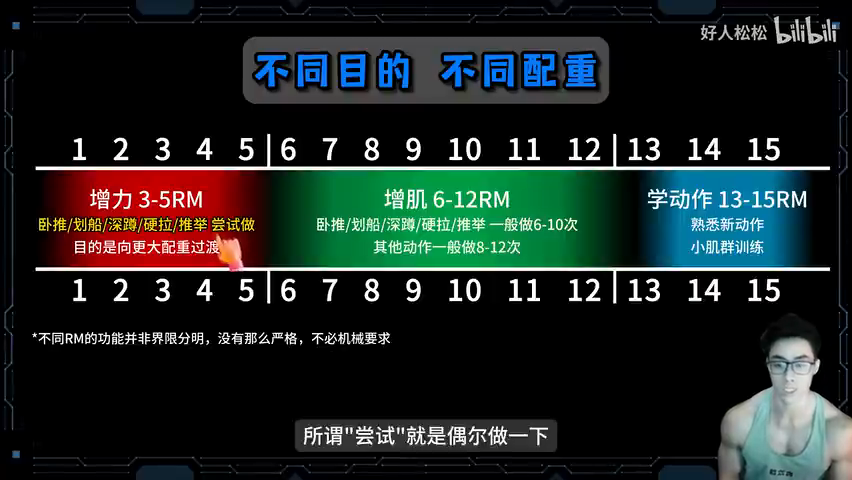 好人松松 bilibili
不同目的 不同配重
1 2 3 4 5 6 7 8 9 10 11 12 13 14 15
增力 3-5RM
卧推/划船/深蹲/硬拉/推举 尝试做
目的是向更大配重过渡
增肌 6-12RM
卧推/划船/深蹲/硬拉/推举 一般做6-10次
其他动作一般做8-12次
学动作 13-15RM
熟悉新动作
小肌群训练
1 2 3 4 5 6 7 8 9 10 11 12 13 14 15
*不同RM的功能并非界限分明，没有那么严格，不必机械要求
所谓"尝试"就是偶尔做一下